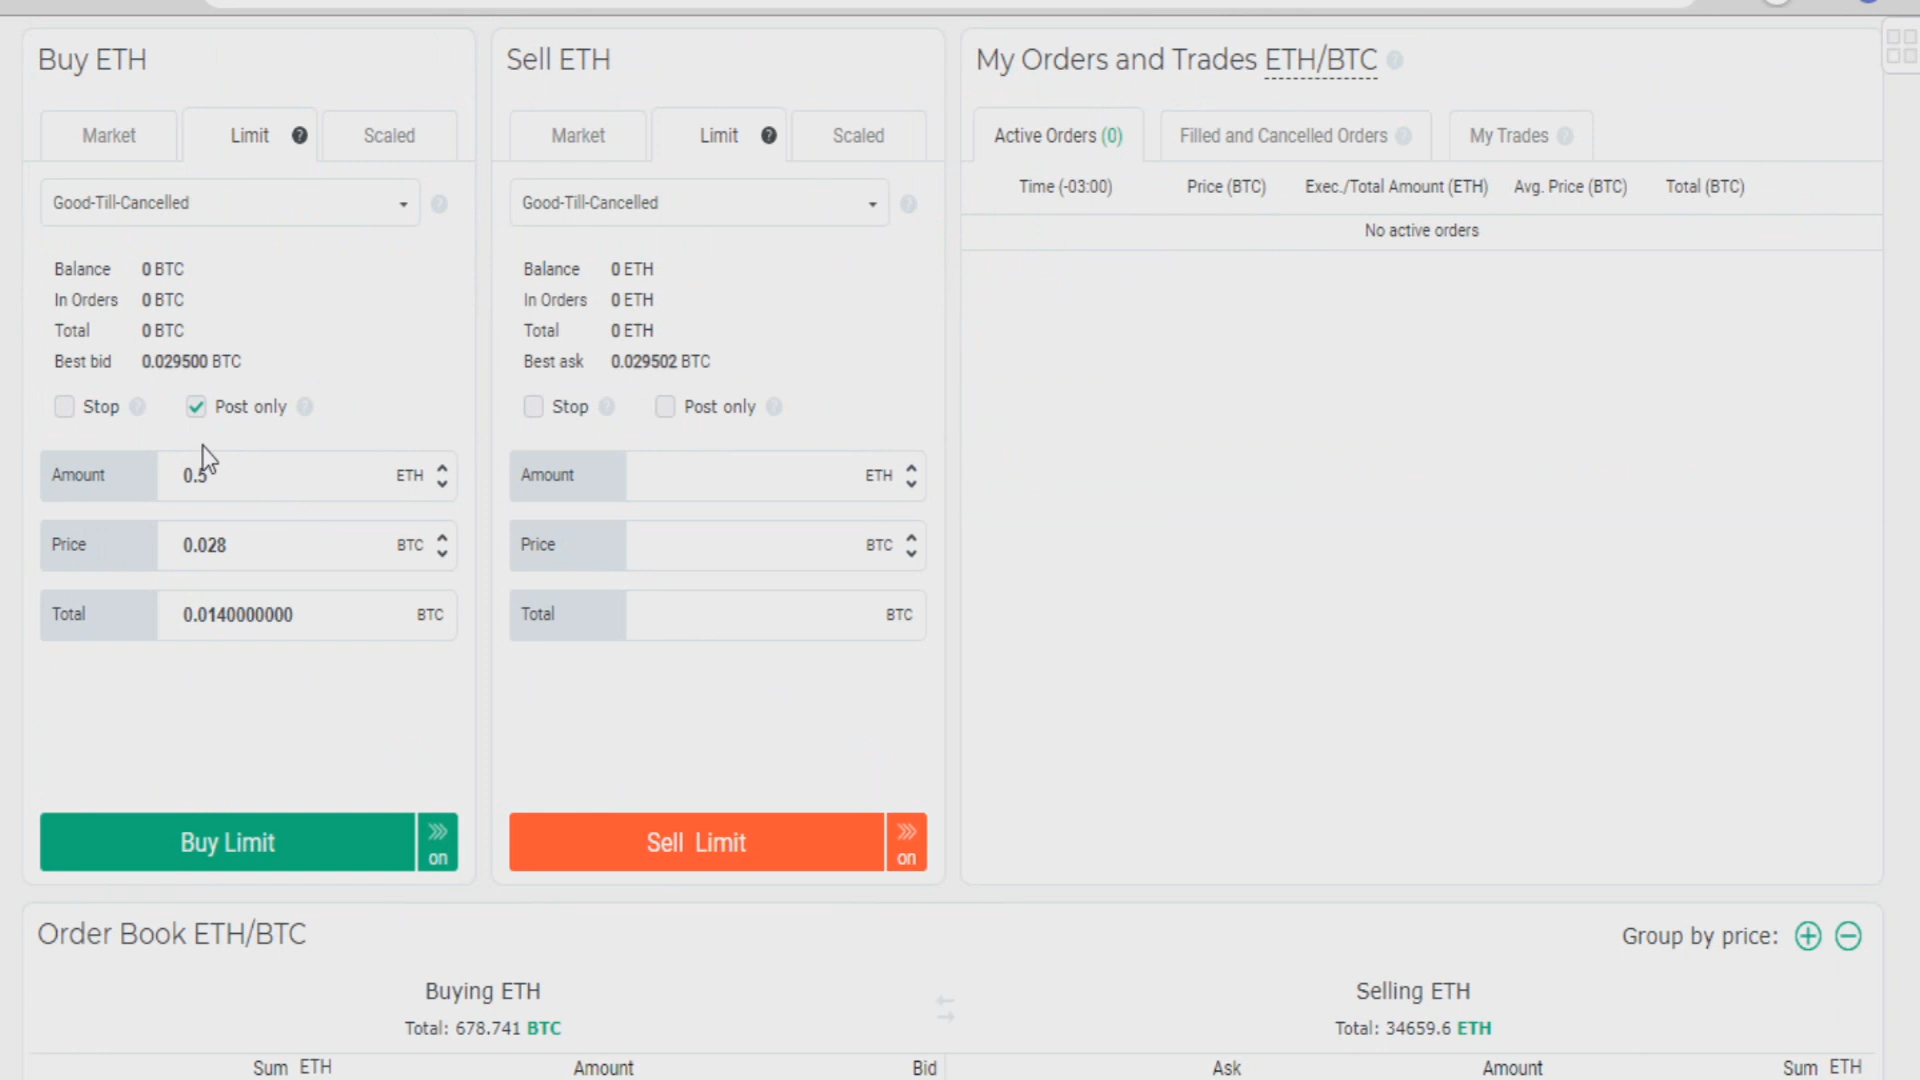 Buy ETH
Market Limit Scaled
Good-Till-Cancelled
Balance 0 BTC
In Orders 0 BTC
Total 0 BTC
Best bid 0.029500 BTC
Stop Post only
Amount 0.5 ETH
Price 0.028 BTC
Total 0.0140000000 BTC
Buy Limit on
Sell ETH
Market Limit Scaled
Good-Till-Cancelled
Balance 0 ETH
In Orders 0 ETH
Total 0 ETH
Best ask 0.029502 BTC
Stop Post only
Amount ETH
Price BTC
Total BTC
Sell Limit on
My Orders and Trades ETH/BTC
Active Orders (0) Filled and Cancelled Orders My Trades
Time (-03:00) Price (BTC) Exec./Total Amount (ETH) Avg. Price (BTC) Total (BTC)
No active orders
Order Book ETH/BTC
Group by price:
Buying ETH
Total: 678.741 BTC
Sum ETH Amount Bid
Selling ETH
Total: 34659.6 ETH
Ask Amount Sum ETH